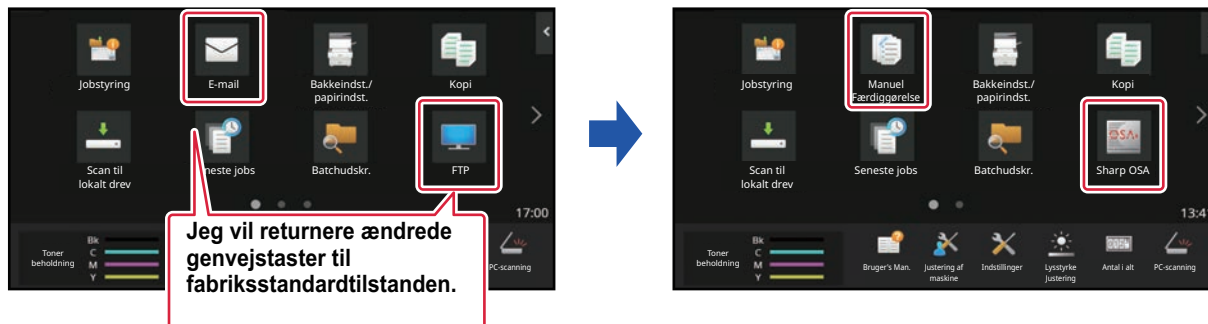 Jobstyring
E-mail
Bakkeindst./
papirindst.
Kopi
Scan til
lokalt drev
neste jobs
Batchudskr.
FTP
17:00
Toner
beholdning
Bk
C
M
Y
PC-scanning
Jeg vil returnere ændrede
genvejstaster til
fabriksstandardtilstanden.
Jobstyring
Manuel
Færdiggørelse
Bakkeindst./
papirindst.
Kopi
Scan til
lokalt drev
Seneste jobs
Batchudskr.
OSA
Sharp OSA
13:41
Toner
beholdning
Bk
C
M
Y
Bruger's Man.
Justering af
maskine
Indstillinger
Lysstyrke
Justering
Antal i alt
PC-scanning